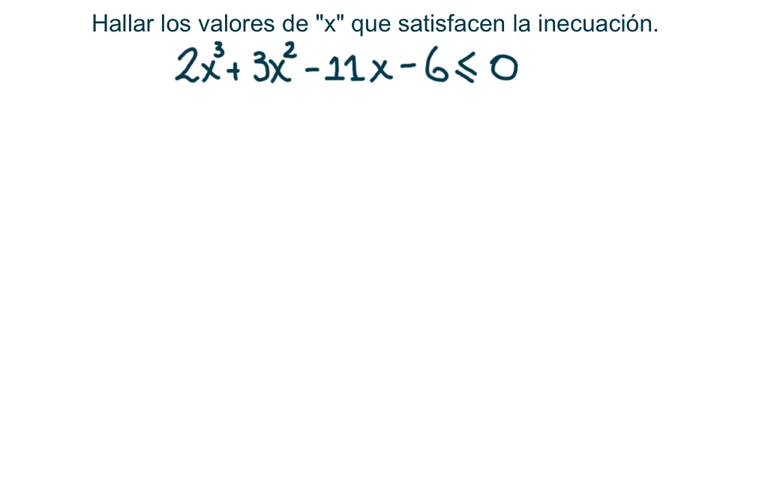 Hallar los valores de "x" que satisfacen la inecuación.
2x³ + 3x² - 11x - 6 ⩽ 0